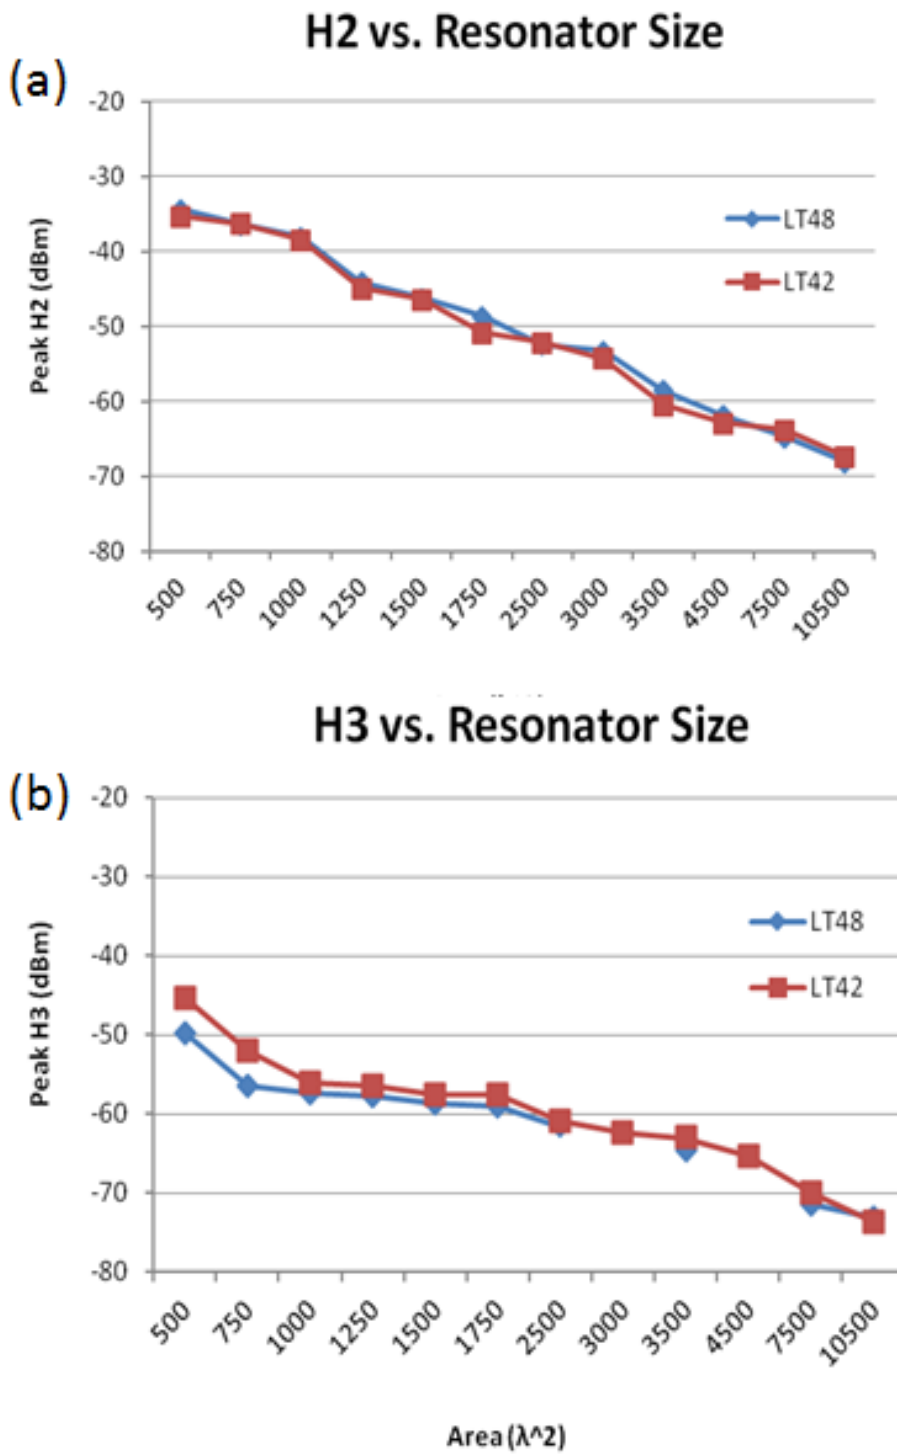 H2 vs. Resonator Size
(a)
-20
-30
-40
-50
-60
-70
-80
Peak H2 (dBm)
LT48
LT42
500 750 1000 1250 1500 1750 2500 3000 3500 4500 7500 10500
H3 vs. Resonator Size
(b)
-20
-30
-40
-50
-60
-70
-80
Peak H3 (dBm)
LT48
LT42
500 750 1000 1250 1500 1750 2500 3000 3500 4500 7500 10500
Area (λ^2)